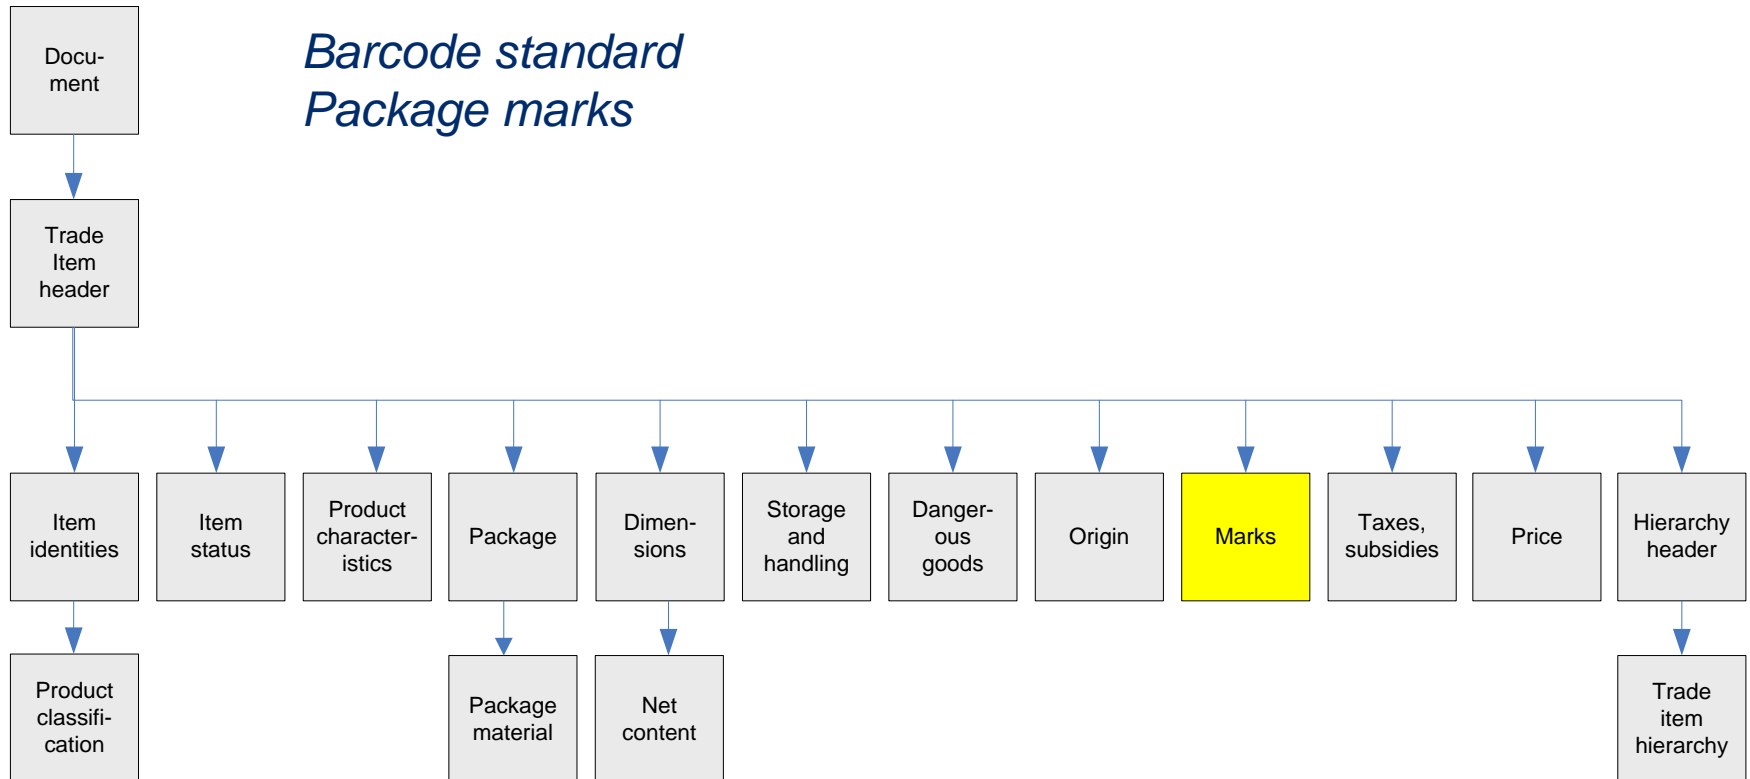 Docu-
ment
Barcode standard
Package marks
Trade
Item
header
Item
identities
Item
status
Product
character-
istics
Package
Dimen-
sions
Storage
and
handling
Danger-
ous
goods
Origin
Marks
Taxes,
subsidies
Price
Hierarchy
header
Product
classifi-
cation
Package
material
Net
content
Trade
item
hierarchy